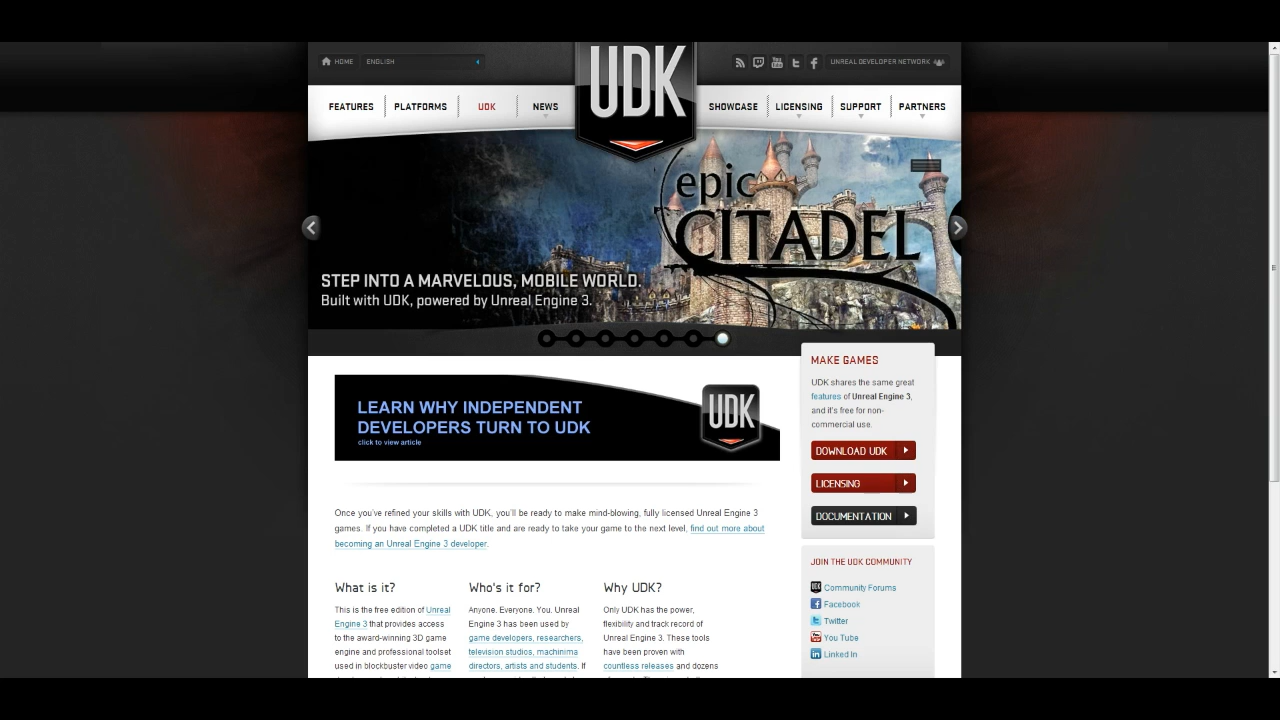 HOME
ENGLISH
UNREAL DEVELOPER NETWORK
FEATURES
PLATFORMS
UDK
NEWS
UDK
SHOWCASE
LICENSING
SUPPORT
PARTNERS
epic
CITADEL
STEP INTO A MARVELOUS, MOBILE WORLD.
Built with UDK, powered by Unreal Engine 3.
LEARN WHY INDEPENDENT
DEVELOPERS TURN TO UDK
click to view article
UDK
Once you've refined your skills with UDK, you'll be ready to make mind-blowing, fully licensed Unreal Engine 3
games. If you have completed a UDK title and are ready to take your game to the next level, find out more about
becoming an Unreal Engine 3 developer.
What is it?
This is the free edition of Unreal
Engine 3 that provides access
to the award-winning 3D game
engine and professional toolset
used in blockbuster video game
Who's it for?
Anyone. Everyone. You. Unreal
Engine 3 has been used by
game developers, researchers,
television studios, machinima
directors, artists and students. If
Why UDK?
Only UDK has the power,
flexibility and track record of
Unreal Engine 3. These tools
have been proven with
countless releases and dozens
MAKE GAMES
UDK shares the same great
features of Unreal Engine 3,
and it's free for non-
commercial use.
DOWNLOAD UDK
LICENSING
DOCUMENTATION
JOIN THE UDK COMMUNITY
Community Forums
Facebook
Twitter
You Tube
Linked In